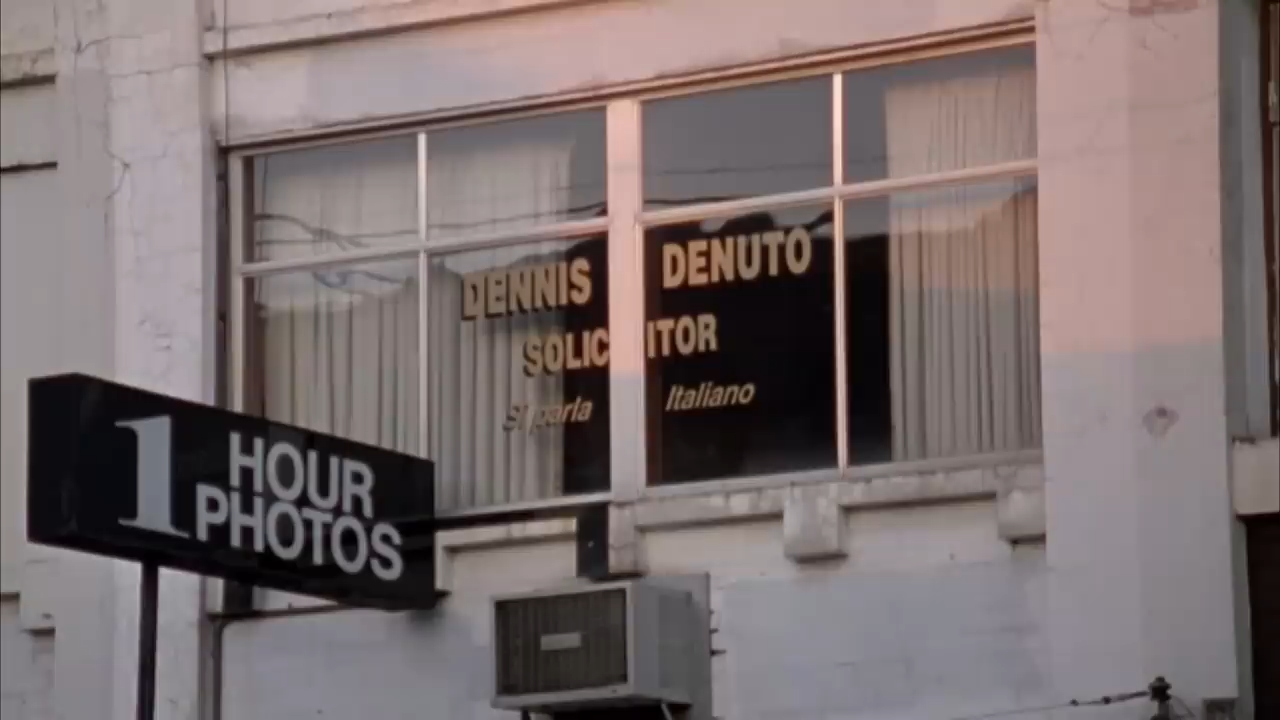 DENNIS DENUTO
SOLICITOR
Si parla Italiano
1 HOUR
PHOTOS